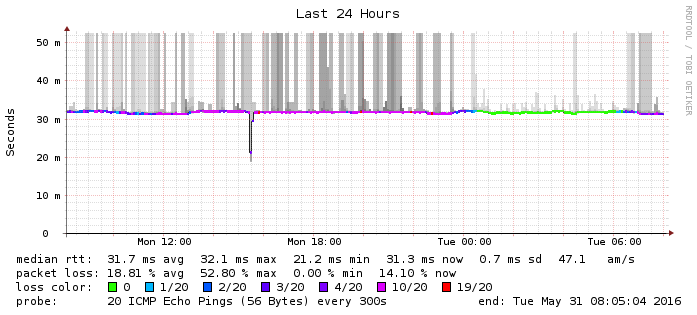 Last 24 Hours
RRDTOOL / TOBI OETIKER
Seconds
50 m
40 m
30 m
20 m
10 m
0
Mon 12:00 Mon 18:00 Tue 00:00 Tue 06:00
median rtt: 31.7 ms avg 32.1 ms max 21.2 ms min 31.3 ms now 0.7 ms sd 47.1 am/s
packet loss: 18.81 % avg 52.80 % max 0.00 % min 14.10 % now
loss color: 0 1/20 2/20 3/20 4/20 10/20 19/20
probe: 20 ICMP Echo Pings (56 Bytes) every 300s end: Tue May 31 08:05:04 2016